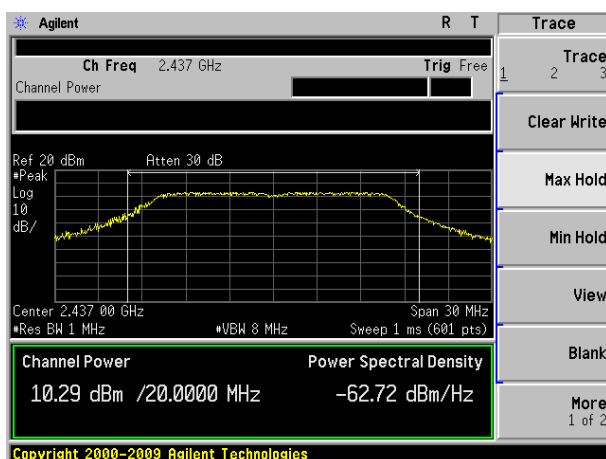 Agilent R T Trace
Ch Freq 2.437 GHz Trig Free
Channel Power
Trace
1 2 3
Clear Write
Max Hold
Min Hold
View
Blank
More
1 of 2
Ref 20 dBm Atten 30 dB
#Peak
Log
10
dB/
Center 2.437 00 GHz Span 30 MHz
#Res BW 1 MHz #VBW 8 MHz Sweep 1 ms (601 pts)
Channel Power Power Spectral Density
10.29 dBm /20.0000 MHz -62.72 dBm/Hz
Copyright 2000-2009 Agilent Technologies